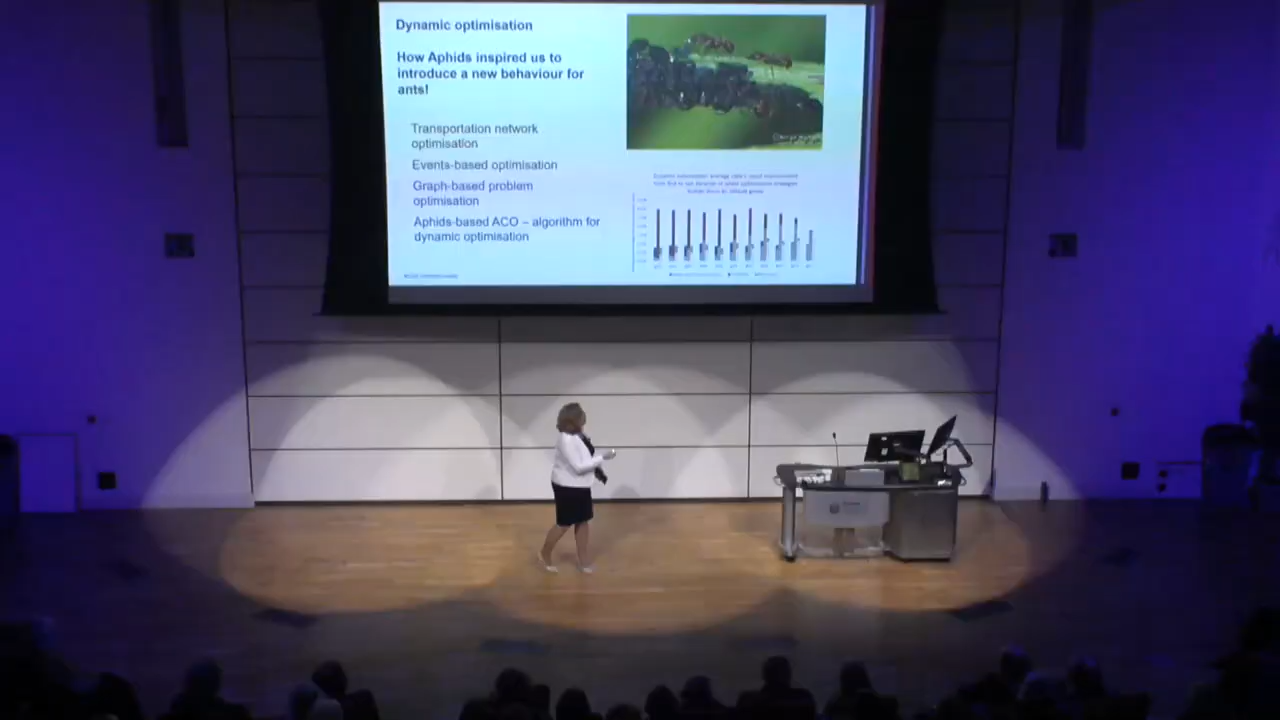 Dynamic optimisation
How Aphids inspired us to
introduce a new behaviour for
ants!
Transportation network
optimisation
Events-based optimisation
Graph-based problem
optimisation
Aphids-based ACO – algorithm for
dynamic optimisation